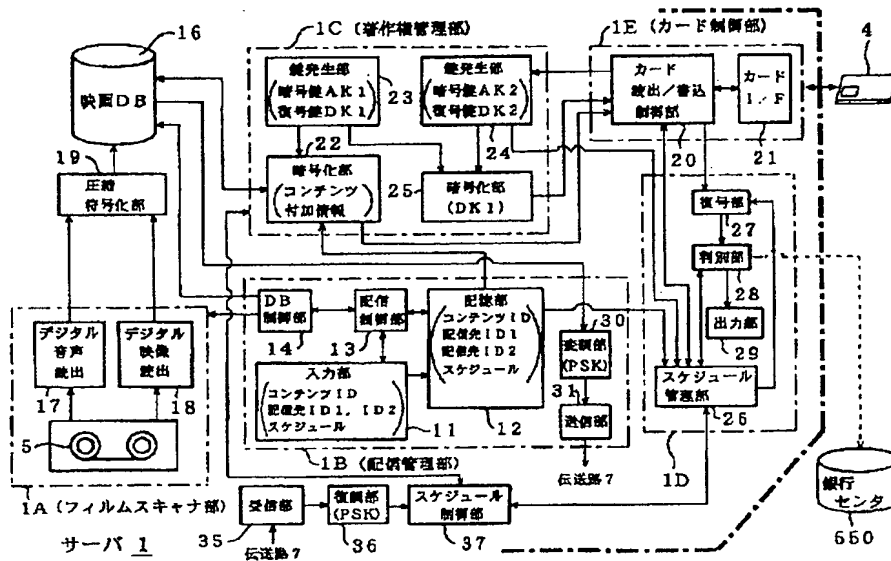 16
映画DB
19
圧縮
符号化部
デジタル
音声
読出
デジタル
映像
読出
17
18
5
1A(フィルムスキャナ部)
サーバ 1
1C(著作権管理部)
鍵発生部
暗号鍵AK1
復号鍵DK1
23
鍵発生部
暗号鍵AK2
復号鍵DK2
24
22
暗号化部
コンテンツ
付加情報
25
暗号化部
(DK1)
1E(カード制御部)
カード
読出/書込
制御部
20
カード
I/F
21
4
復号部
27
判別部
28
出力部
29
スケジュール
管理部
26
1D
DB
制御部
14
配信
制御部
13
記憶部
コンテンツID
配信先ID1
配信先ID2
スケジュール
12
入力部
コンテンツID
配信先ID1, ID2
スケジュール
11
30
変調部
(PSK)
31
送信部
伝送路7
1B(配信管理部)
受信部
35
伝送路7
復調部
(PSK)
36
スケジュール
制御部
37
銀行
センタ
550